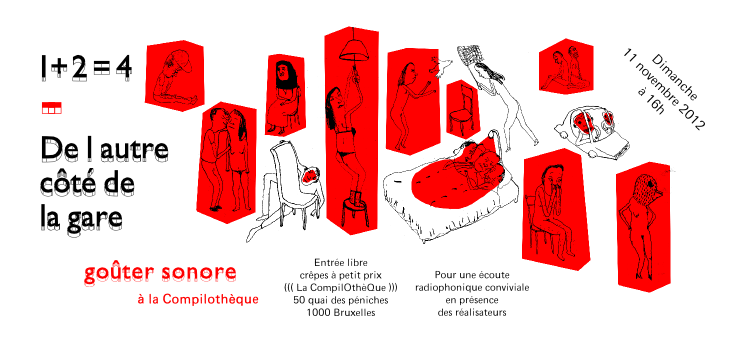 1+2=4
De l autre
côté de
la gare
goûter sonore
à la Compilothèque
Entrée libre
crêpes à petit prix
((( La CompilOthèQue )))
50 quai des péniches
1000 Bruxelles
Pour une écoute
radiophonique conviviale
en présence
des réalisateurs
Dimanche
11 novembre 2012
à 16h